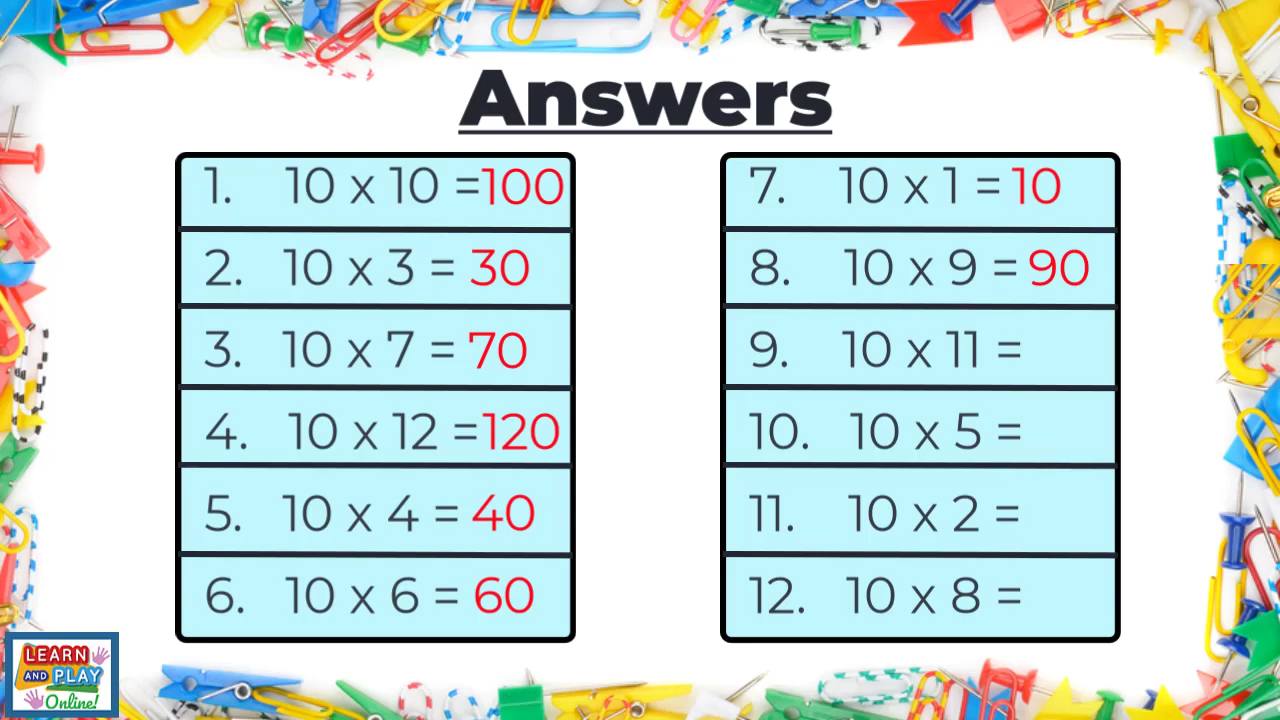 Answers
1. 10 x 10 =100
2. 10 x 3 = 30
3. 10 x 7 = 70
4. 10 x 12 =120
5. 10 x 4 = 40
6. 10 x 6 = 60
7. 10 x 1 = 10
8. 10 x 9 = 90
9. 10 x 11 =
10. 10 x 5 =
11. 10 x 2 =
12. 10 x 8 =
LEARN
AND PLAY
Online!